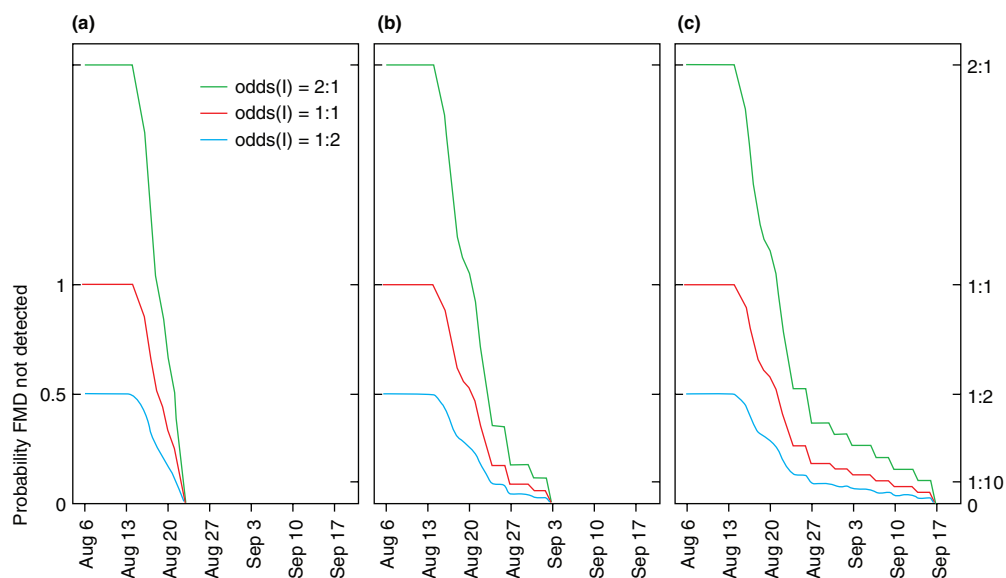 (a)
(b)
(c)
odds(I) = 2:1
odds(I) = 1:1
odds(I) = 1:2
Probability FMD not detected
1
0.5
0
2:1
1:1
1:2
1:10
0
Aug 6
Aug 13
Aug 20
Aug 27
Sep 3
Sep 10
Sep 17
Aug 6
Aug 13
Aug 20
Aug 27
Sep 3
Sep 10
Sep 17
Aug 6
Aug 13
Aug 20
Aug 27
Sep 3
Sep 10
Sep 17